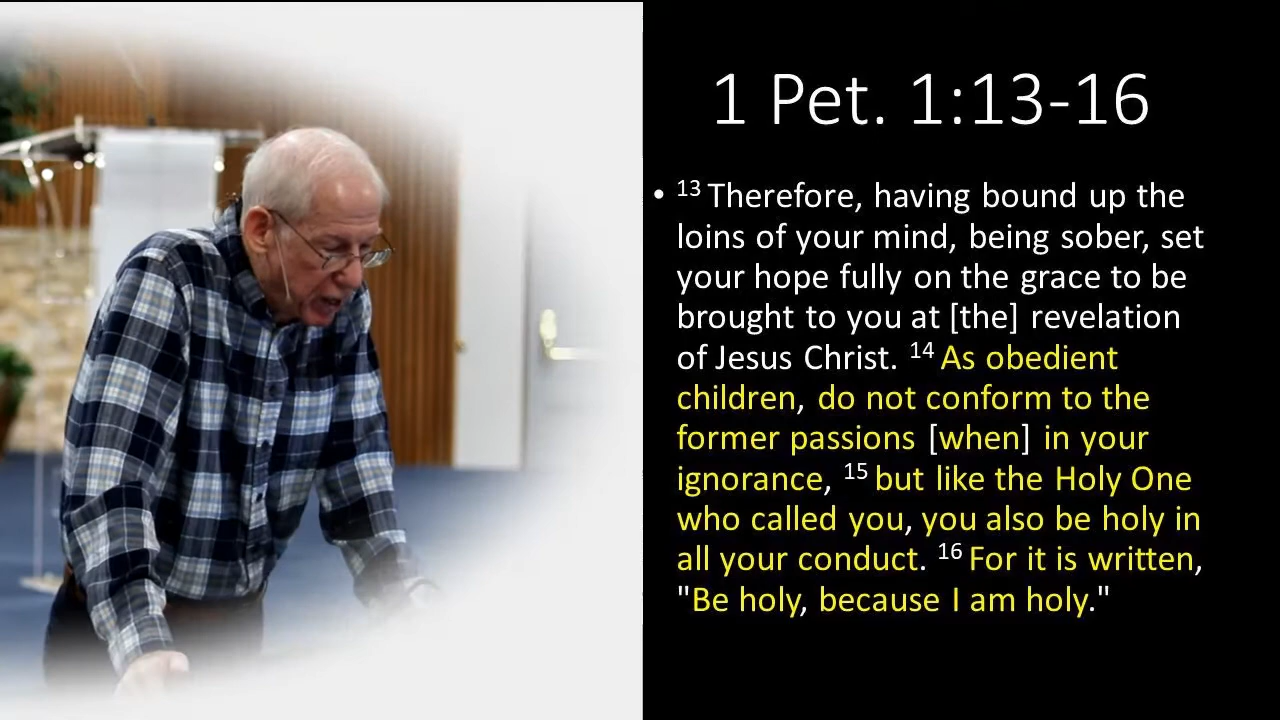 1 Pet. 1:13-16
• 13 Therefore, having bound up the
loins of your mind, being sober, set
your hope fully on the grace to be
brought to you at [the] revelation
of Jesus Christ. 14 As obedient
children, do not conform to the
former passions [when] in your
ignorance, 15 but like the Holy One
who called you, you also be holy in
all your conduct. 16 For it is written,
"Be holy, because I am holy."